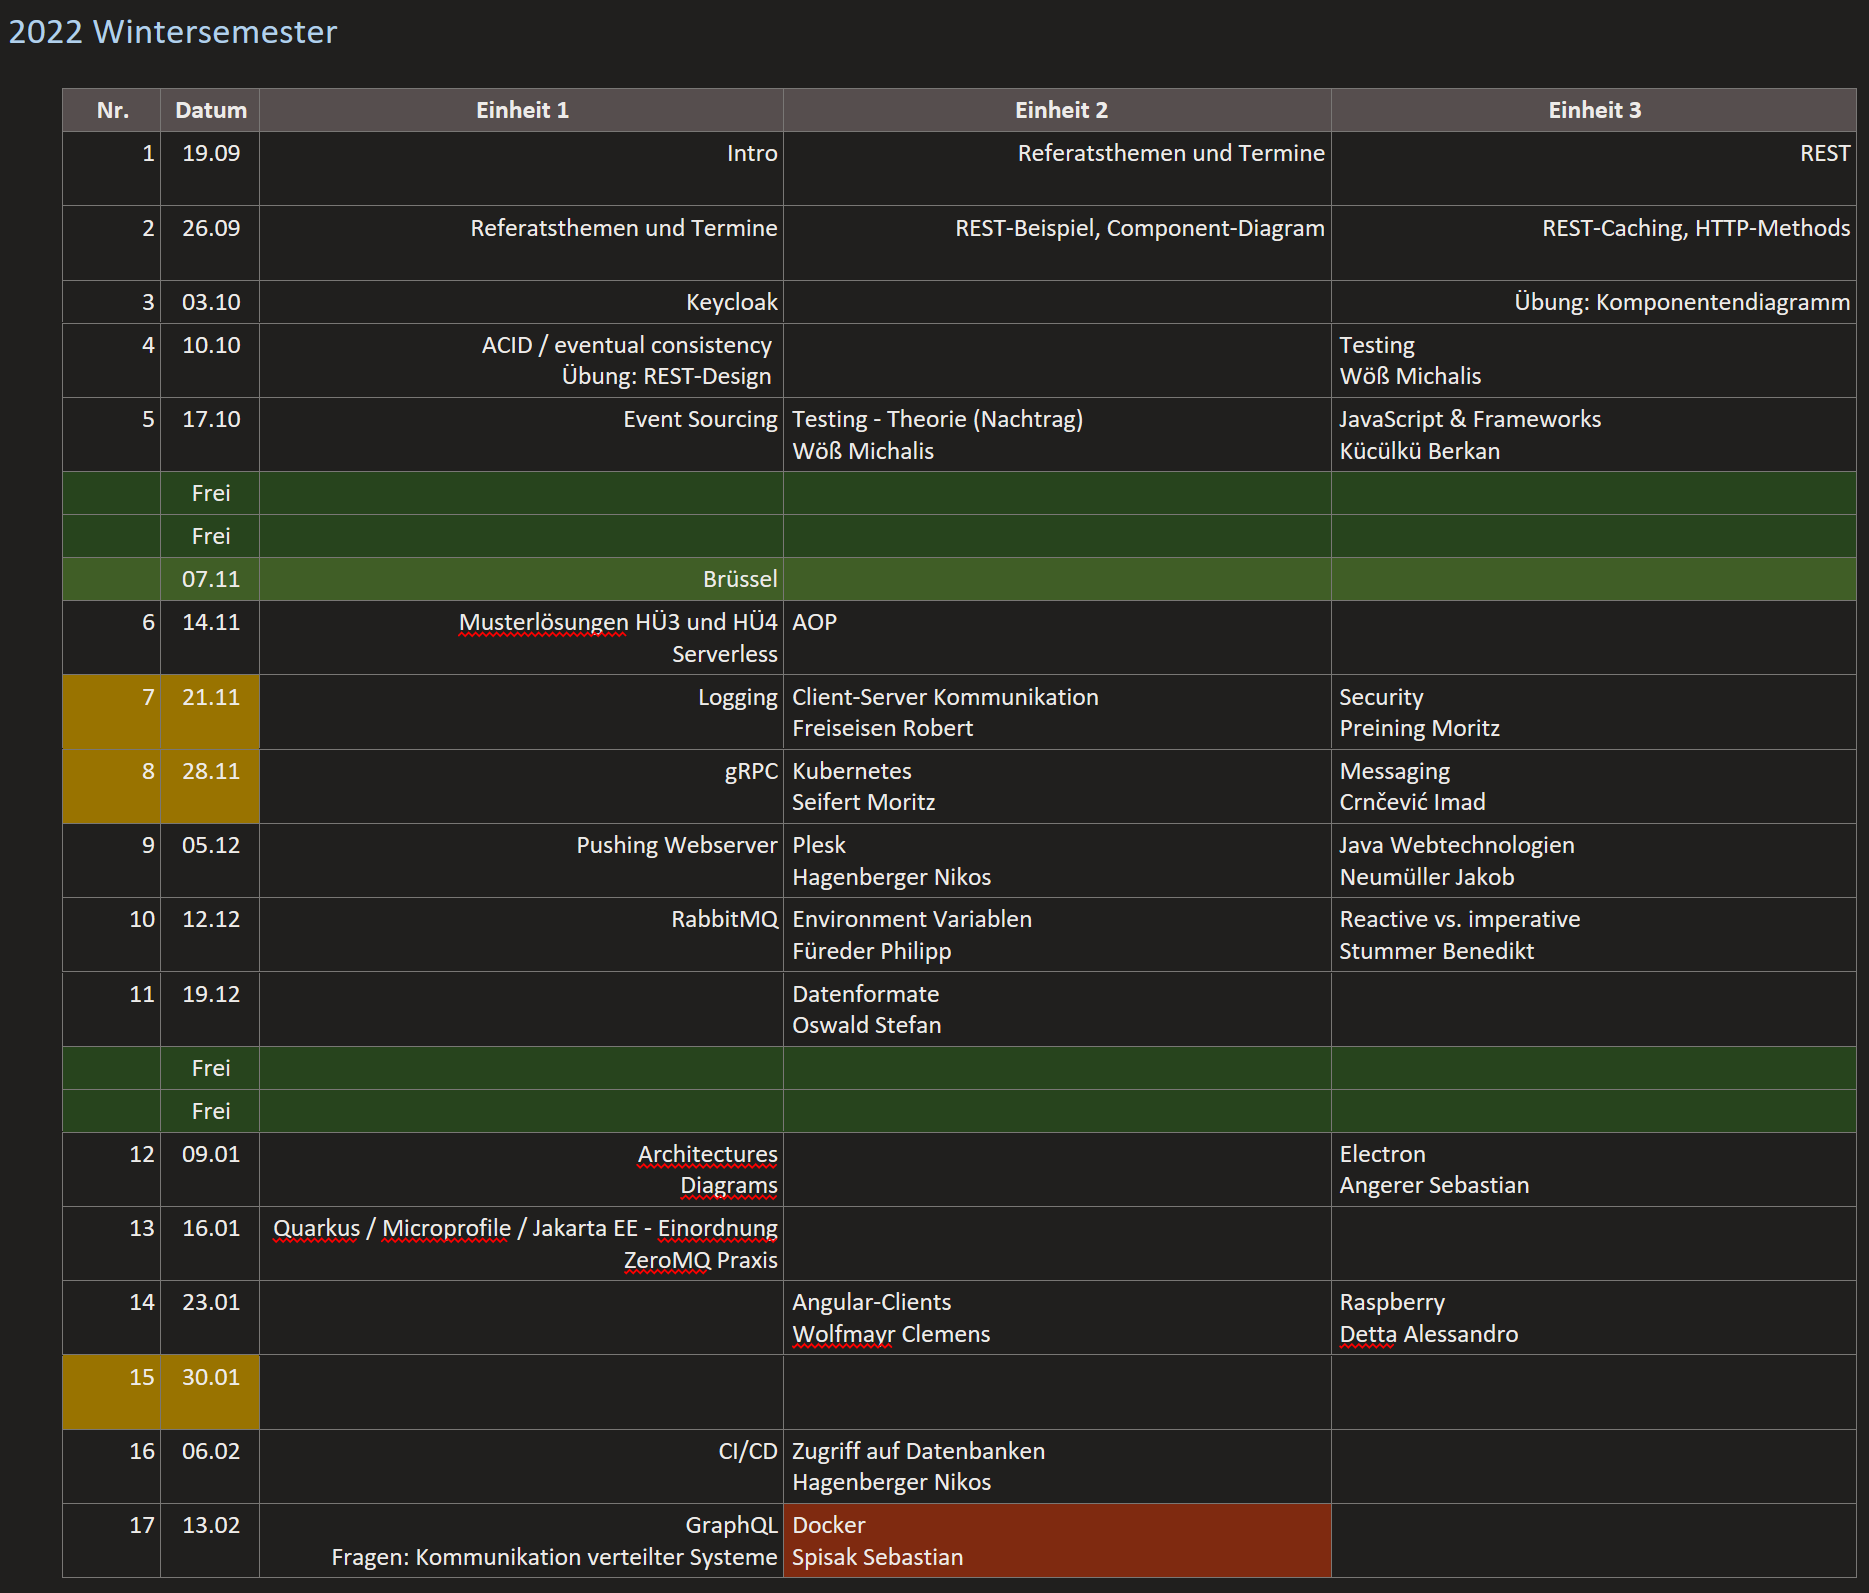 2022 Wintersemester
Nr. Datum Einheit 1 Einheit 2 Einheit 3
1 19.09 Intro Referatsthemen und Termine REST
2 26.09 Referatsthemen und Termine REST-Beispiel, Component-Diagram REST-Caching, HTTP-Methods
3 03.10 Keycloak Übung: Komponentendiagramm
4 10.10 ACID / eventual consistency Testing
Übung: REST-Design Wöß Michalis
5 17.10 Event Sourcing Testing - Theorie (Nachtrag) JavaScript & Frameworks
Wöß Michalis Kücülkü Berkan
Frei
Frei
07.11 Brüssel
6 14.11 Musterlösungen HÜ3 und HÜ4 AOP
Serverless
7 21.11 Logging Client-Server Kommunikation Security
Freiseisen Robert Preining Moritz
8 28.11 gRPC Kubernetes Messaging
Seifert Moritz Crnčević Imad
9 05.12 Pushing Webserver Plesk Java Webtechnologien
Hagenberger Nikos Neumüller Jakob
10 12.12 RabbitMQ Environment Variablen Reactive vs. imperative
Füreder Philipp Stummer Benedikt
11 19.12 Datenformate
Oswald Stefan
Frei
Frei
12 09.01 Architectures Electron
Diagrams Angerer Sebastian
13 16.01 Quarkus / Microprofile / Jakarta EE - Einordnung
ZeroMQ Praxis
14 23.01 Angular-Clients Raspberry
Wolfmayr Clemens Detta Alessandro
15 30.01
16 06.02 CI/CD Zugriff auf Datenbanken
Hagenberger Nikos
17 13.02 GraphQL Docker
Fragen: Kommunikation verteilter Systeme Spisak Sebastian